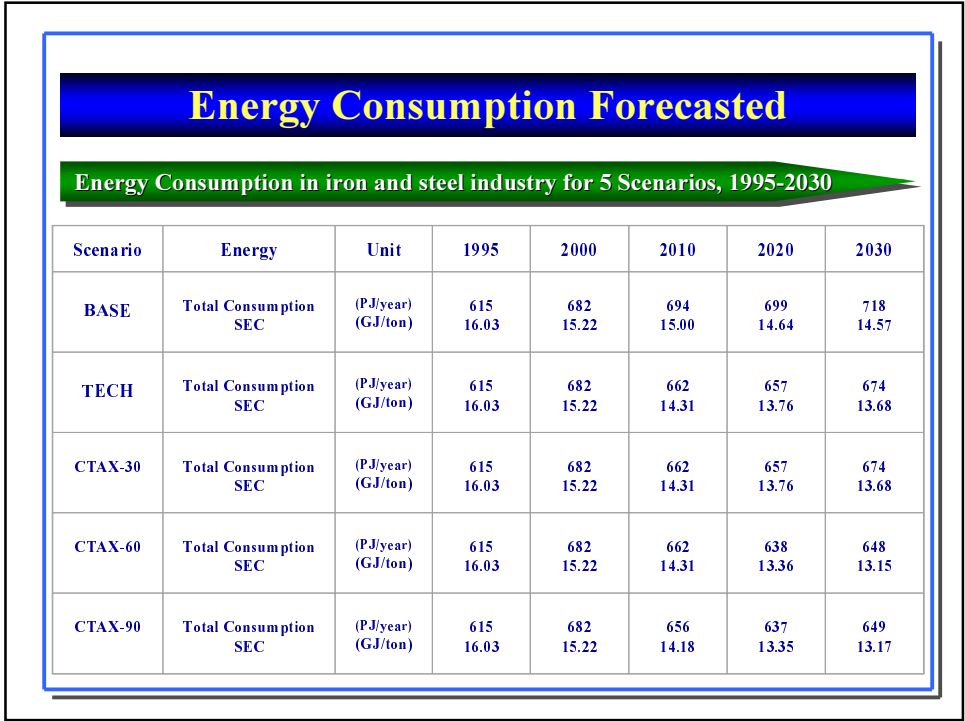 Energy Consumption Forecasted
Energy Consumption in iron and steel industry for 5 Scenarios, 1995-2030
Scenario Energy Unit 1995 2000 2010 2020 2030
BASE Total Consumption (PJ/year) 615 682 694 699 718
SEC (GJ/ton) 16.03 15.22 15.00 14.64 14.57
TECH Total Consumption (PJ/year) 615 682 662 657 674
SEC (GJ/ton) 16.03 15.22 14.31 13.76 13.68
CTAX-30 Total Consumption (PJ/year) 615 682 662 657 674
SEC (GJ/ton) 16.03 15.22 14.31 13.76 13.68
CTAX-60 Total Consumption (PJ/year) 615 682 662 638 648
SEC (GJ/ton) 16.03 15.22 14.31 13.36 13.15
CTAX-90 Total Consumption (PJ/year) 615 682 656 637 649
SEC (GJ/ton) 16.03 15.22 14.18 13.35 13.17